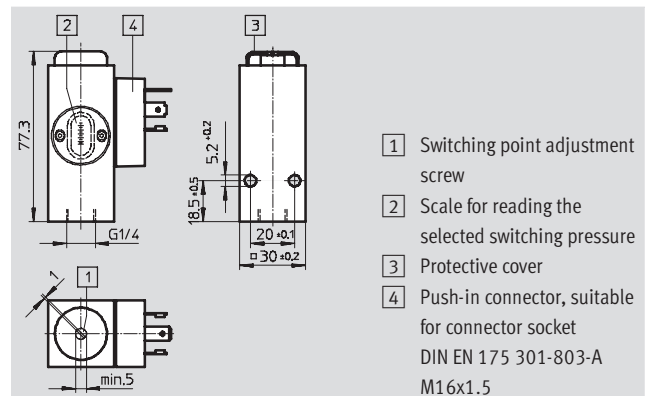 2
4
3
77.3
G1/4
5.2 +0.2
18.5 ±0.5
20 ±0.1
□ 30 ±0.2
1
1
min.5
1 Switching point adjustment
screw
2 Scale for reading the
selected switching pressure
3 Protective cover
4 Push-in connector, suitable
for connector socket
DIN EN 175 301-803-A
M16x1.5